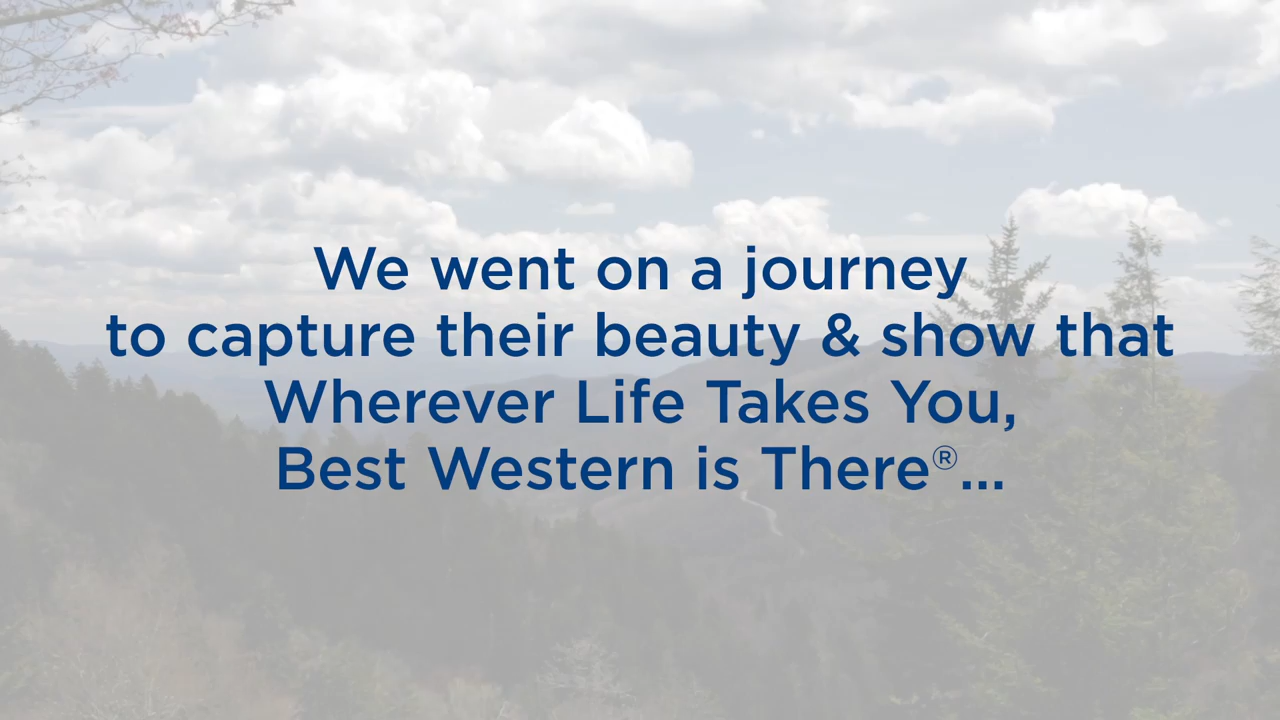 We went on a journey
to capture their beauty & show that
Wherever Life Takes You,
Best Western is There®...